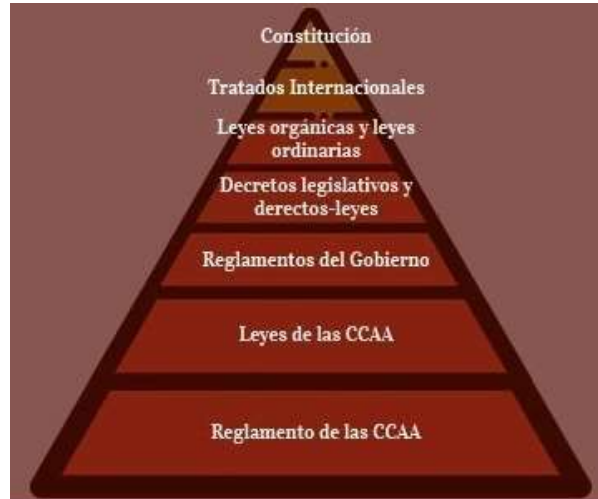 Constitución
Tratados Internacionales
Leyes orgánicas y leyes
ordinarias
Decretos legislativos y
derectos-leyes
Reglamentos del Gobierno
Leyes de las CCAA
Reglamento de las CCAA